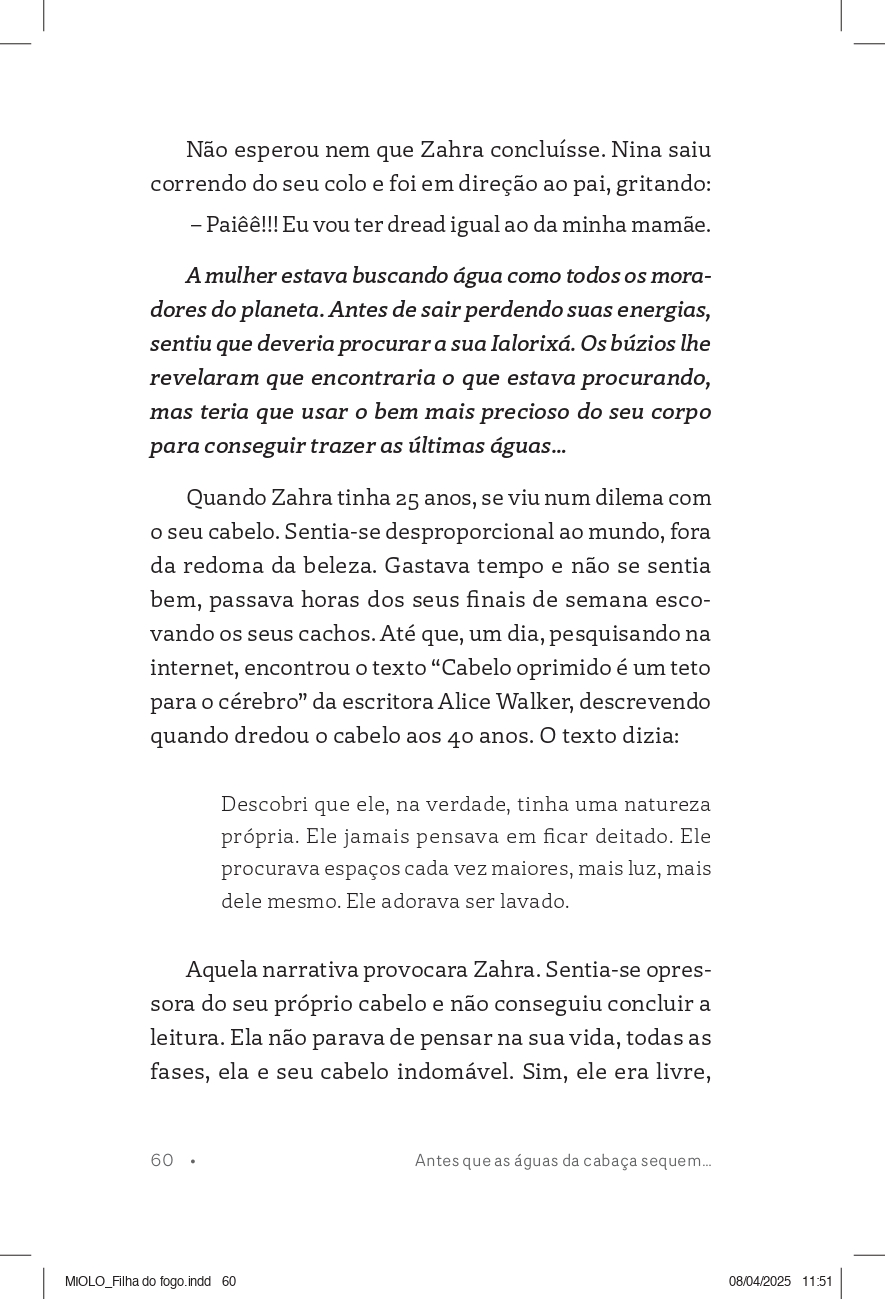 Não esperou nem que Zahra concluísse. Nina saiu
correndo do seu colo e foi em direção ao pai, gritando:
– Paiêê!!! Eu vou ter dread igual ao da minha mamãe.
A mulher estava buscando água como todos os mora-
dores do planeta. Antes de sair perdendo suas energias,
sentiu que deveria procurar a sua Ialorixá. Os búzios lhe
revelaram que encontraria o que estava procurando,
mas teria que usar o bem mais precioso do seu corpo
para conseguir trazer as últimas águas...
Quando Zahra tinha 25 anos, se viu num dilema com
o seu cabelo. Sentia-se desproporcional ao mundo, fora
da redoma da beleza. Gastava tempo e não se sentia
bem, passava horas dos seus finais de semana esco-
vando os seus cachos. Até que, um dia, pesquisando na
internet, encontrou o texto “Cabelo oprimido é um teto
para o cérebro” da escritora Alice Walker, descrevendo
quando dredou o cabelo aos 40 anos. O texto dizia:
Descobri que ele, na verdade, tinha uma natureza
própria. Ele jamais pensava em ficar deitado. Ele
procurava espaços cada vez maiores, mais luz, mais
dele mesmo. Ele adorava ser lavado.
Aquela narrativa provocara Zahra. Sentia-se opres-
sora do seu próprio cabelo e não conseguiu concluir a
leitura. Ela não parava de pensar na sua vida, todas as
fases, ela e seu cabelo indomável. Sim, ele era livre,
60 • Antes que as águas da cabaça sequem...
MIOLO_Filha do fogo.indd 60 08/04/2025 11:51